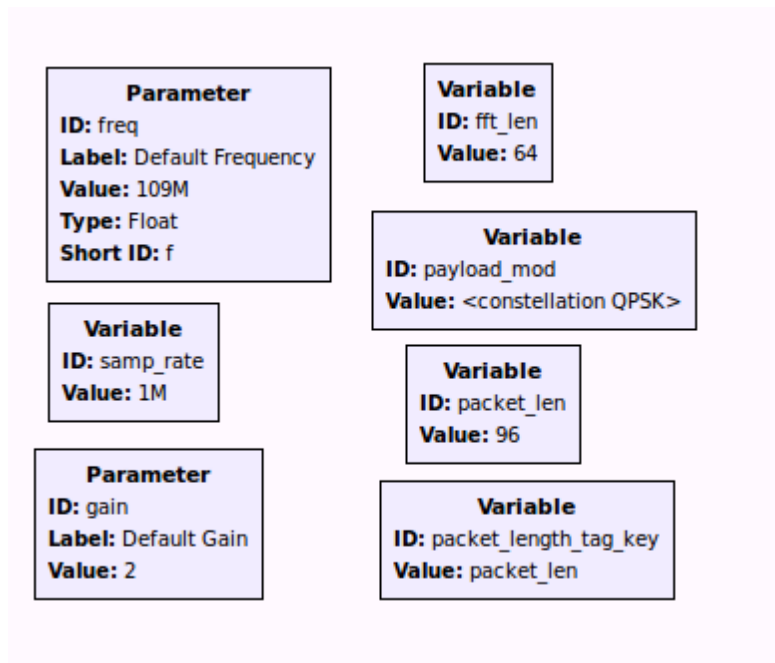 Parameter
ID: freq
Label: Default Frequency
Value: 109M
Type: Float
Short ID: f
Variable
ID: samp_rate
Value: 1M
Parameter
ID: gain
Label: Default Gain
Value: 2
Variable
ID: fft_len
Value: 64
Variable
ID: payload_mod
Value: <constellation QPSK>
Variable
ID: packet_len
Value: 96
Variable
ID: packet_length_tag_key
Value: packet_len